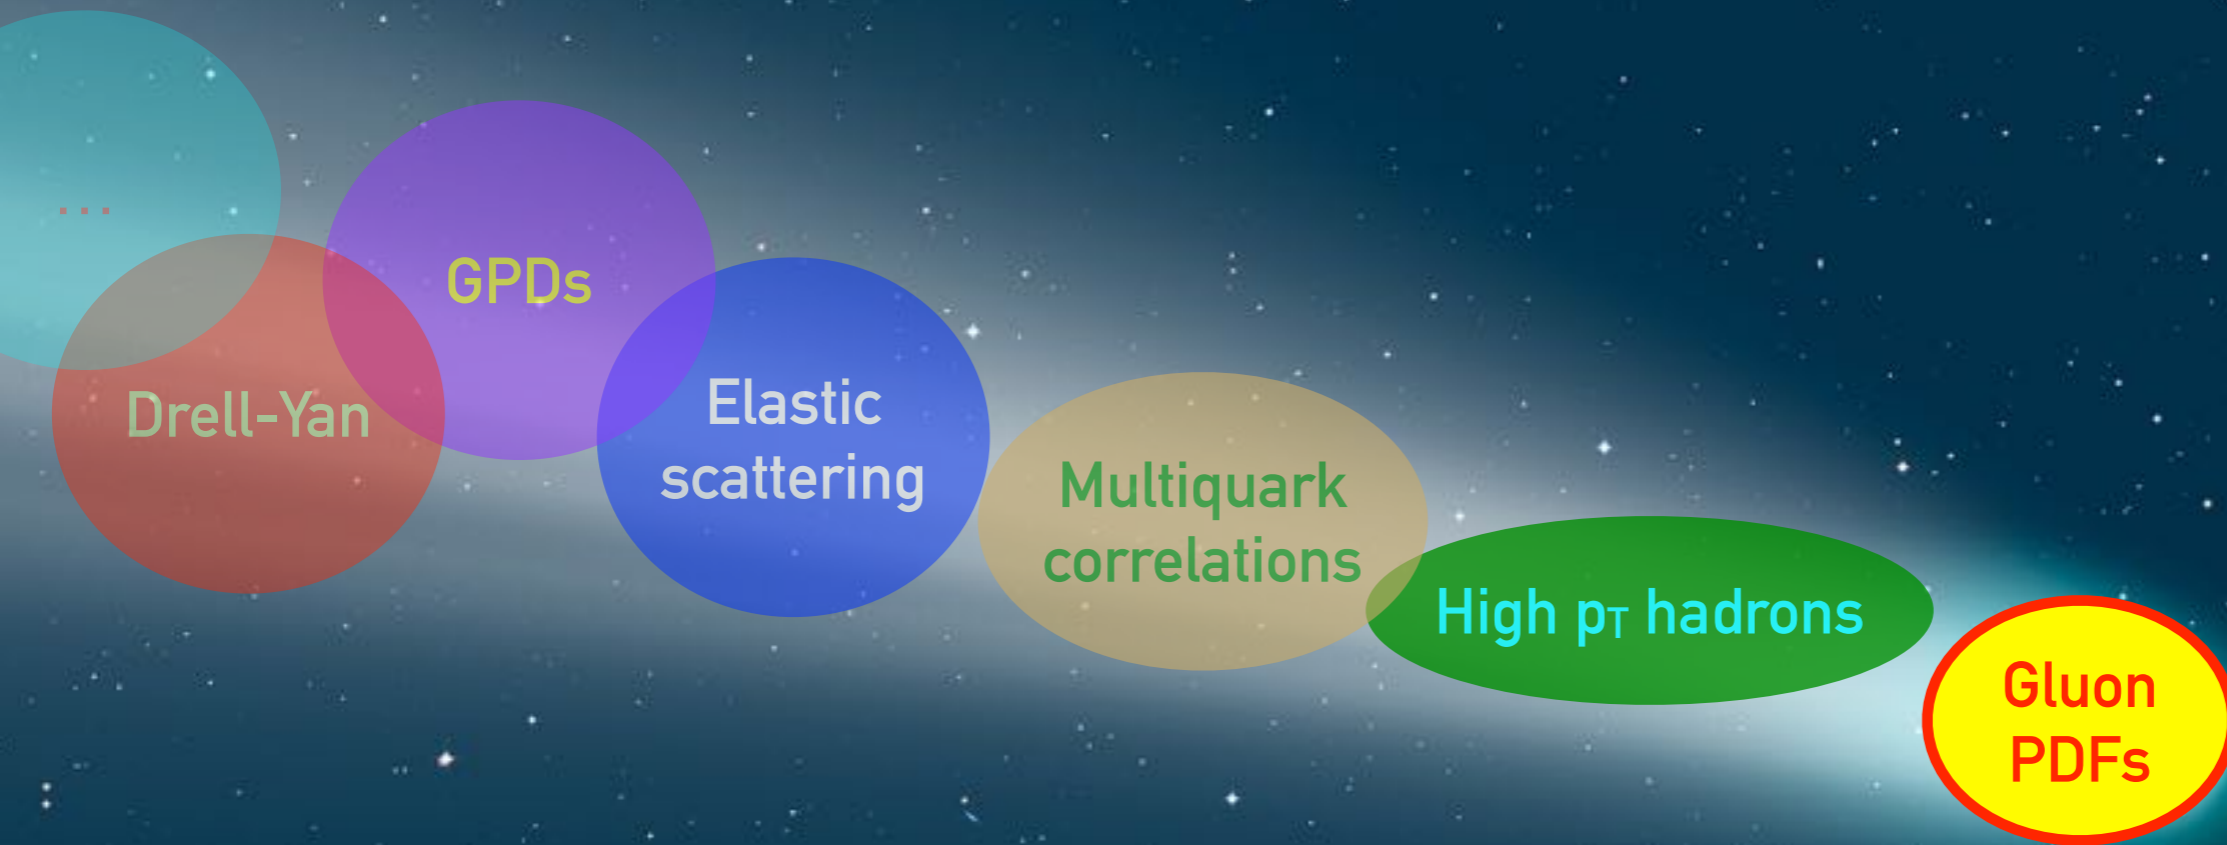 ...
GPDs
Drell-Yan
Elastic
scattering
Multiquark
correlations
High pT hadrons
Gluon
PDFs